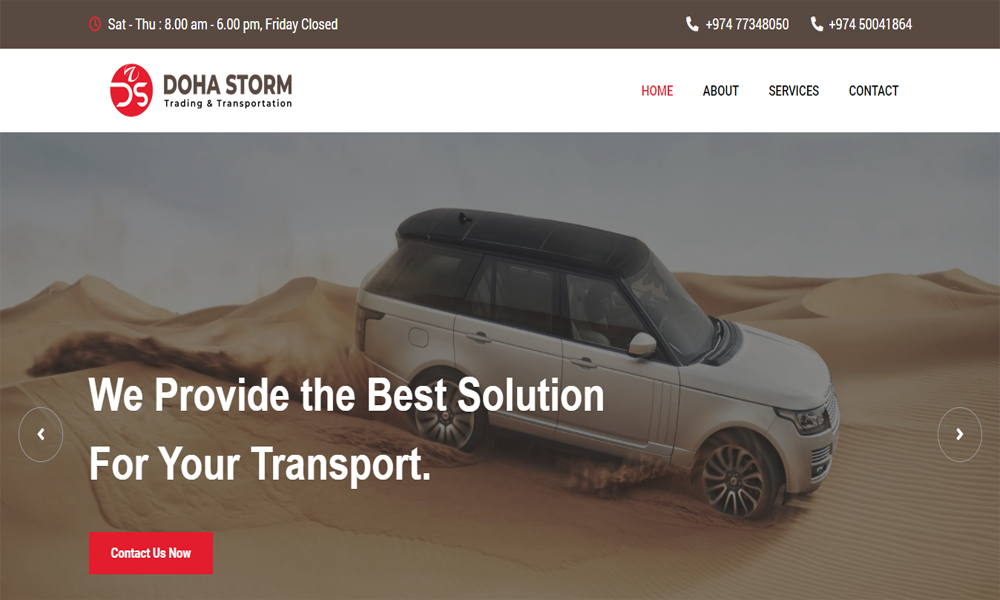 Sat - Thu : 8.00 am - 6.00 pm, Friday Closed
+974 77348050
+974 50041864
DS
DOHA STORM
Trading & Transportation
HOME
ABOUT
SERVICES
CONTACT
We Provide the Best Solution
For Your Transport.
Contact Us Now